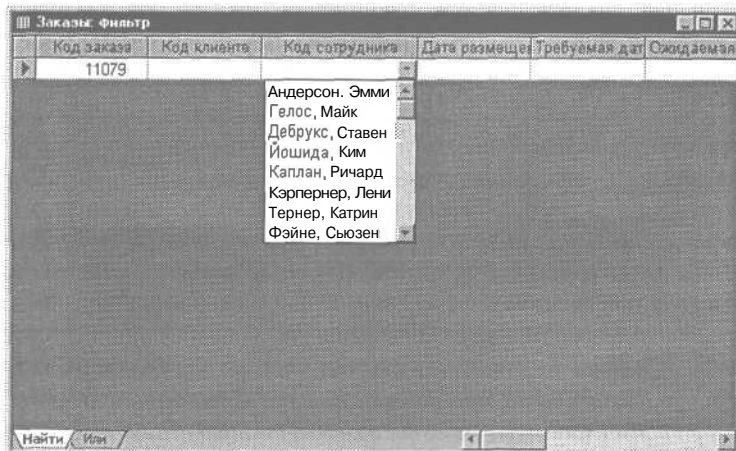 Заказы: фильтр
Код заказа Код клиента Код сотрудника Дата размещен Требуемая дат Ожидаемая
11079
Андерсон. Эмми
Гелос, Майк
Дебрукс, Ставен
Йошида, Ким
Каплан, Ричард
Кэрпернер, Лени
Тернер, Катрин
Фэйне, Сьюзен
Найти Или